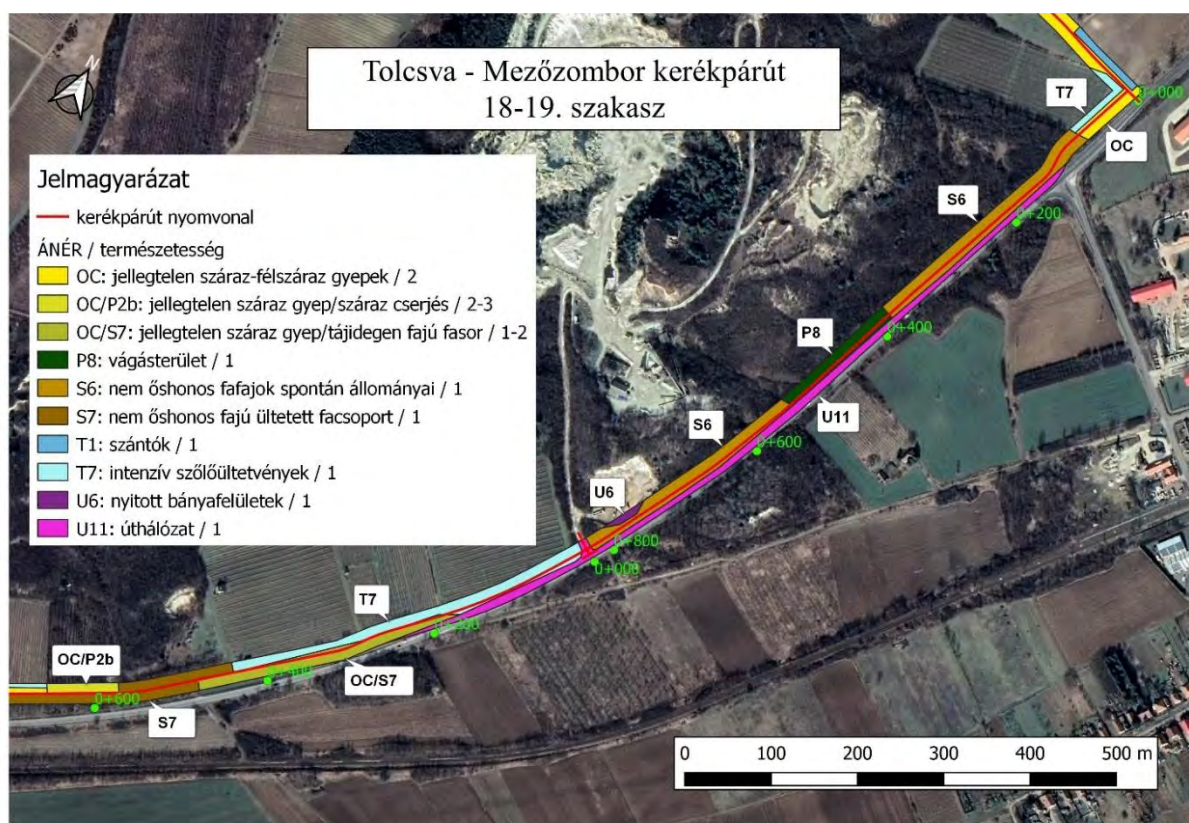 Tolcsva - Mezőzombor kerékpárút
18-19. szakasz
N
Jelmagyarázat
kerékpárút nyomvonal
ÁNÉR / természetesség
OC: jellegtelen száraz-félszáraz gyepek / 2
OC/P2b: jellegtelen száraz gyep/száraz cserjés / 2-3
OC/S7: jellegtelen száraz gyep/tájidegen fajú fasor / 1-2
P8: vágásterület / 1
S6: nem őshonos fafajok spontán állományai / 1
S7: nem őshonos fajú ültetett facsoport / 1
T1: szántók / 1
T7: intenzív szőlőültetvények / 1
U6: nyitott bányafelületek / 1
U11: úthálózat / 1
T7
0+000
OC
S6
0+200
P8
0+400
U11
S6
0+600
U6
0+800
0+000
T7
0+200
OC/P2b
0+400
OC/S7
0+600
S7
0 100 200 300 400 500 m